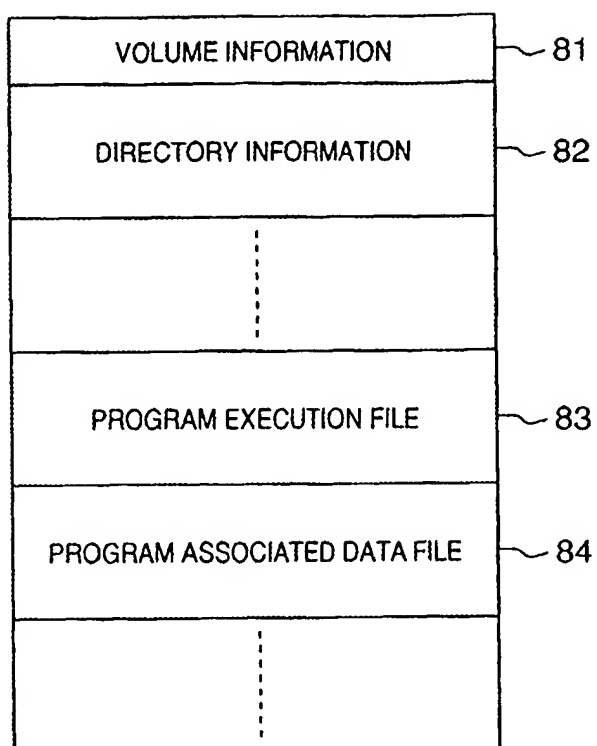 VOLUME INFORMATION 81
DIRECTORY INFORMATION 82
PROGRAM EXECUTION FILE 83
PROGRAM ASSOCIATED DATA FILE 84